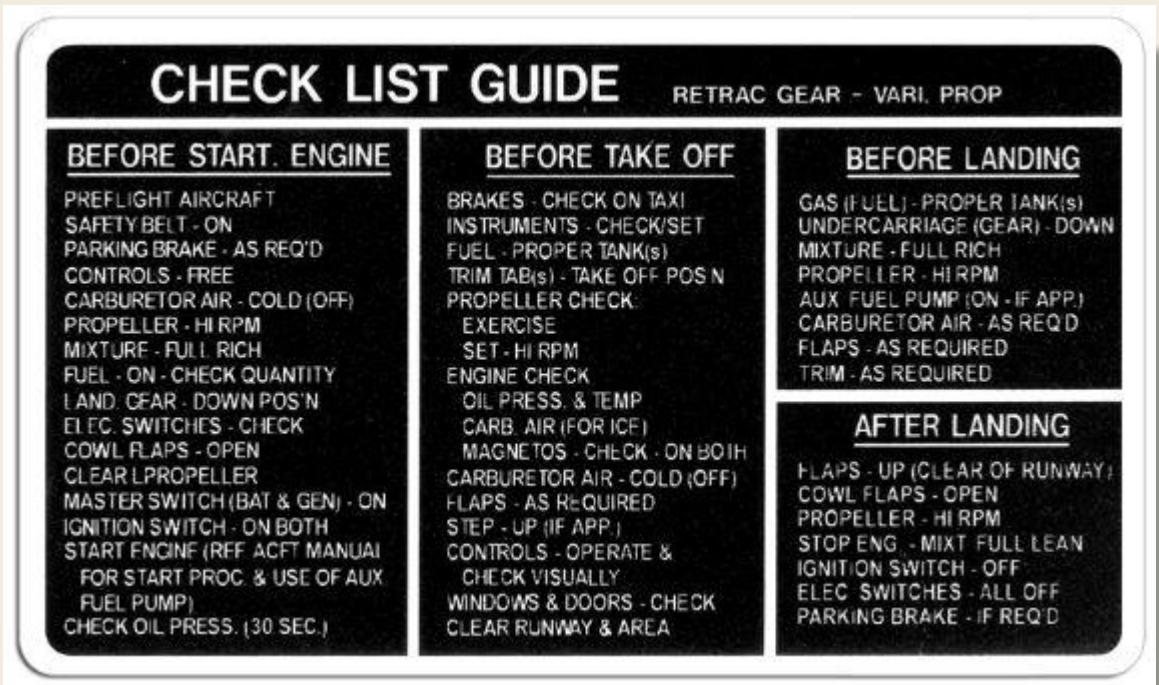 CHECK LIST GUIDE RETRAC GEAR - VARI. PROP
BEFORE START. ENGINE
PREFLIGHT AIRCRAFT
SAFETY BELT - ON
PARKING BRAKE - AS REQ'D
CONTROLS - FREE
CARBURETOR AIR - COLD (OFF)
PROPELLER - HI RPM
MIXTURE - FULL RICH
FUEL - ON - CHECK QUANTITY
LAND. GEAR - DOWN POS'N
ELEC. SWITCHES - CHECK
COWL FLAPS - OPEN
CLEAR LPROPELLER
MASTER SWITCH (BAT & GEN) - ON
IGNITION SWITCH - ON BOTH
START ENGINE (REF ACFT MANUAL
FOR START PROC. & USE OF AUX
FUEL PUMP)
CHECK OIL PRESS. (30 SEC.)
BEFORE TAKE OFF
BRAKES - CHECK ON TAXI
INSTRUMENTS - CHECK/SET
FUEL - PROPER TANK(s)
TRIM TAB(s) - TAKE OFF POS'N
PROPELLER CHECK:
EXERCISE
SET - HI RPM
ENGINE CHECK
OIL PRESS. & TEMP
CARB. AIR (FOR ICE)
MAGNETOS - CHECK - ON BOTH
CARBURETOR AIR - COLD (OFF)
FLAPS - AS REQUIRED
STEP - UP (IF APP.)
CONTROLS - OPERATE &
CHECK VISUALLY
WINDOWS & DOORS - CHECK
CLEAR RUNWAY & AREA
BEFORE LANDING
GAS (FUEL) - PROPER TANK(s)
UNDERCARRIAGE (GEAR) - DOWN
MIXTURE - FULL RICH
PROPELLER - HI RPM
AUX. FUEL PUMP (ON - IF APP.)
CARBURETOR AIR - AS REQ'D
FLAPS - AS REQUIRED
TRIM - AS REQUIRED
AFTER LANDING
FLAPS - UP (CLEAR OF RUNWAY)
COWL FLAPS - OPEN
PROPELLER - HI RPM
STOP ENG. - MIXT FULL LEAN
IGNITION SWITCH - OFF
ELEC SWITCHES - ALL OFF
PARKING BRAKE - IF REQ'D